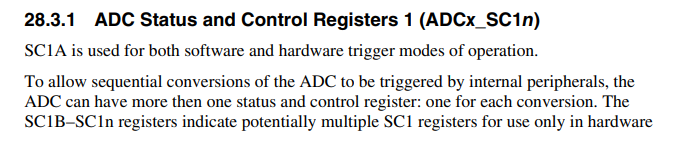 28.3.1 ADC Status and Control Registers 1 (ADCx_SC1n)
SC1A is used for both software and hardware trigger modes of operation.
To allow sequential conversions of the ADC to be triggered by internal peripherals, the
ADC can have more then one status and control register: one for each conversion. The
SC1B–SC1n registers indicate potentially multiple SC1 registers for use only in hardware